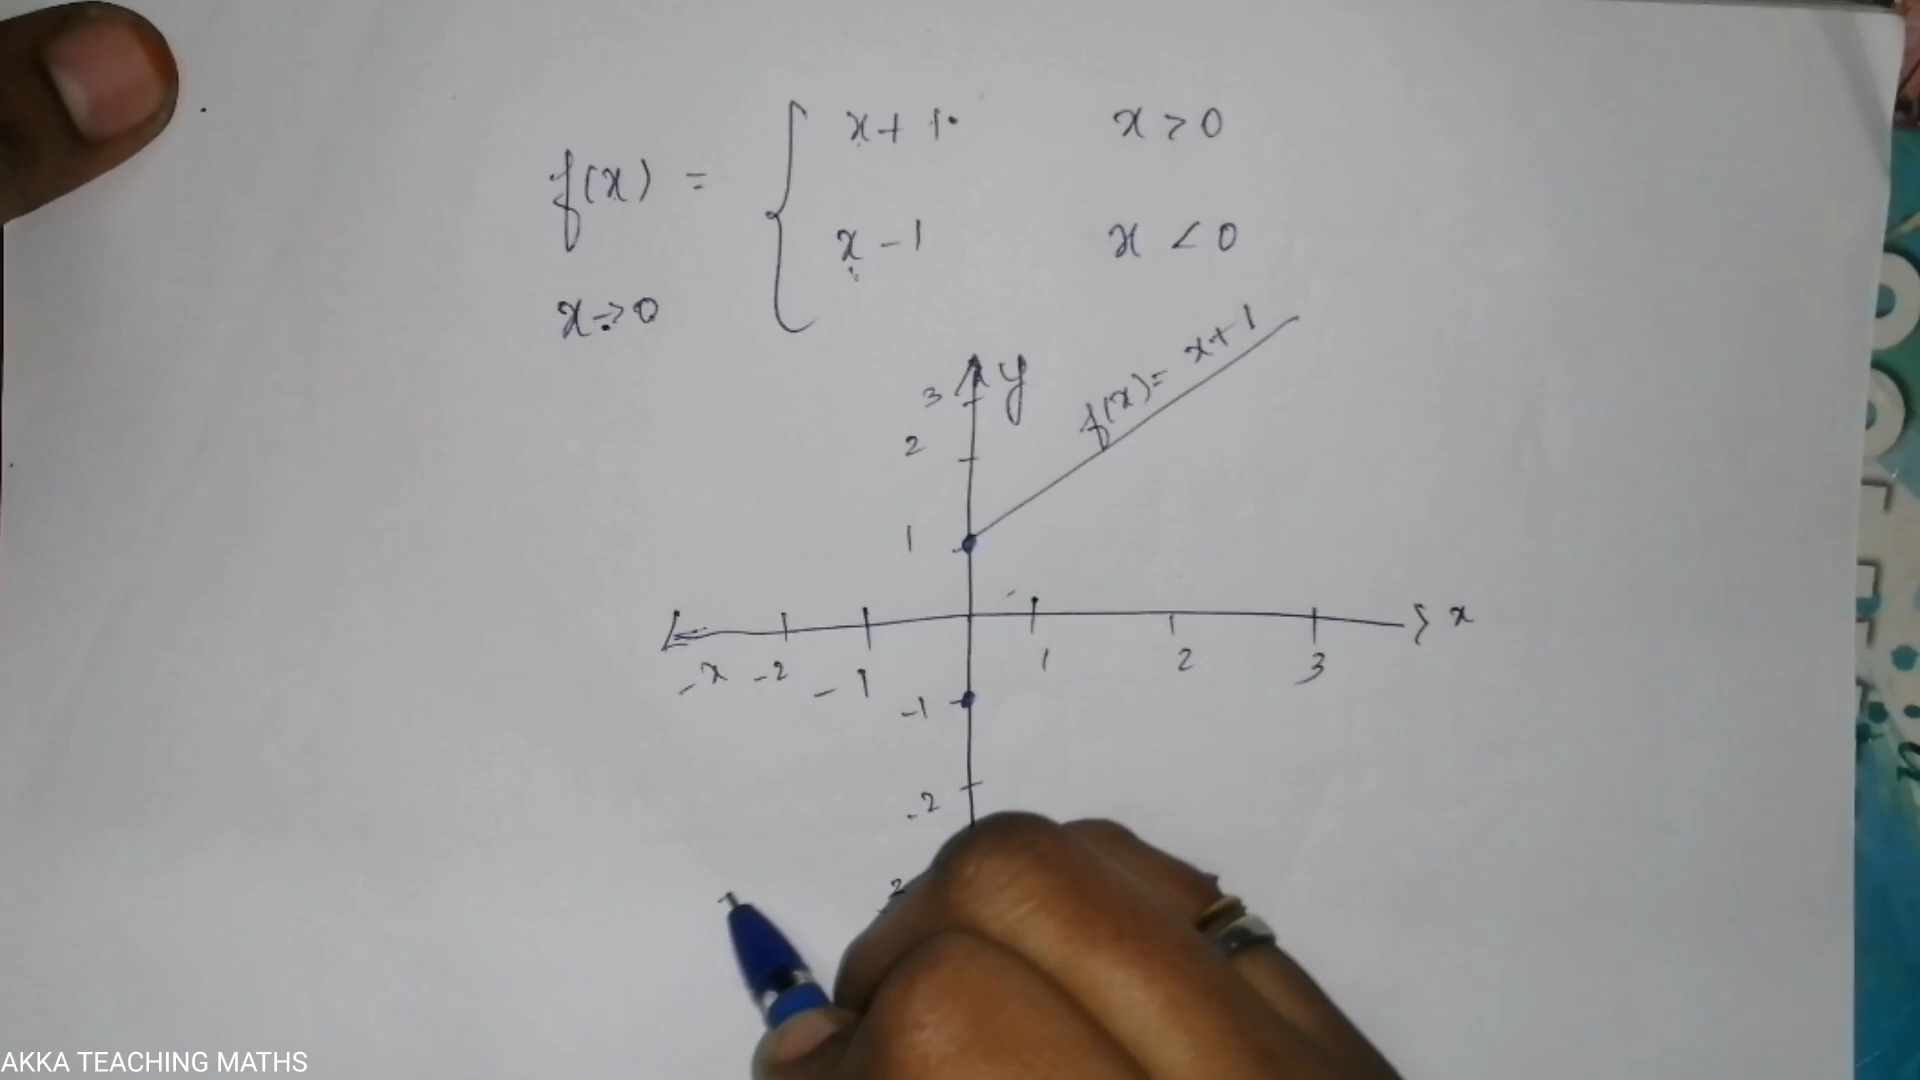 f(x) = { x + 1 x > 0
x - 1 x < 0
x → 0
y
3
2
1
f(x) = x + 1
x
-x -2 -1 1 2 3
-1
-2
AKKA TEACHING MATHS